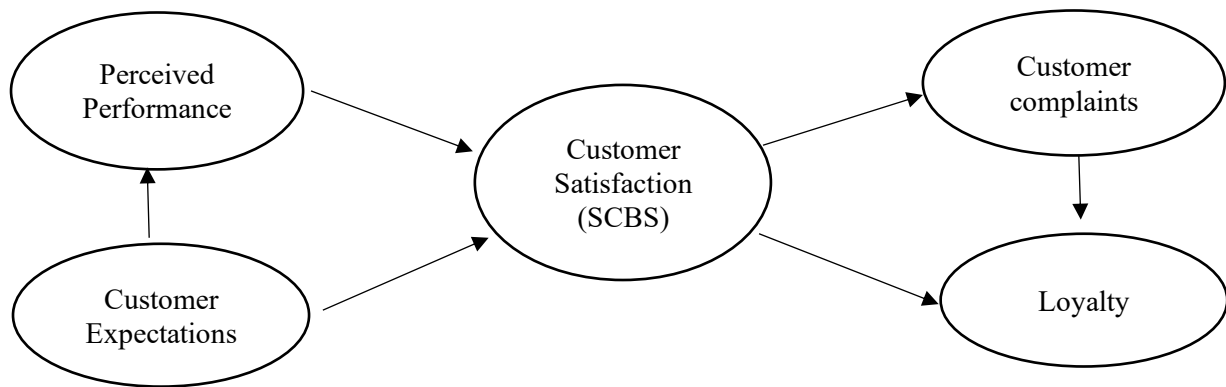 Perceived
Performance
Customer
Expectations
Customer
Satisfaction
(SCBS)
Customer
complaints
Loyalty